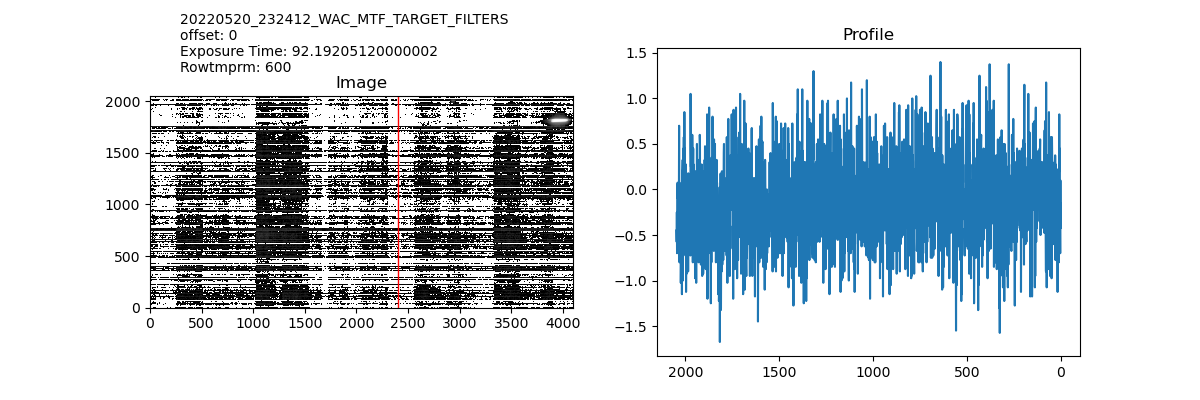 20220520_232412_WAC_MTF_TARGET_FILTERS
offset: 0
Exposure Time: 92.19205120000002
Rowtmprm: 600
Image
2000
1500
1000
500
0
0 500 1000 1500 2000 2500 3000 3500 4000
Profile
1.5
1.0
0.5
0.0
−0.5
−1.0
−1.5
2000 1500 1000 500 0